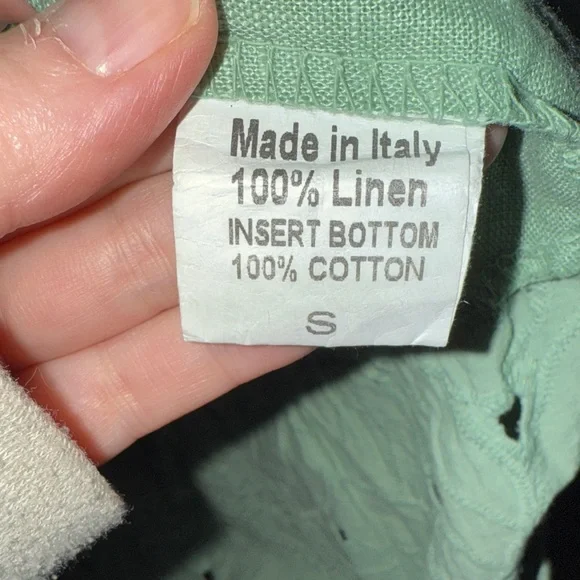 Made in Italy
100% Linen
INSERT BOTTOM
100% COTTON
S